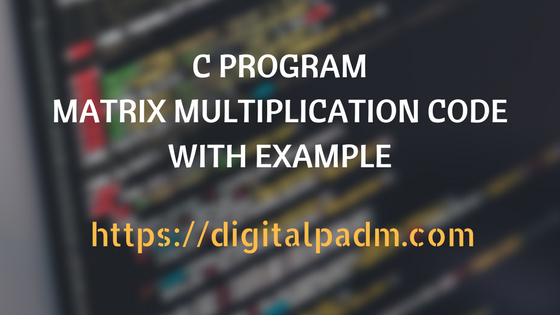 C PROGRAM
MATRIX MULTIPLICATION CODE
WITH EXAMPLE
https://digitalpadm.com